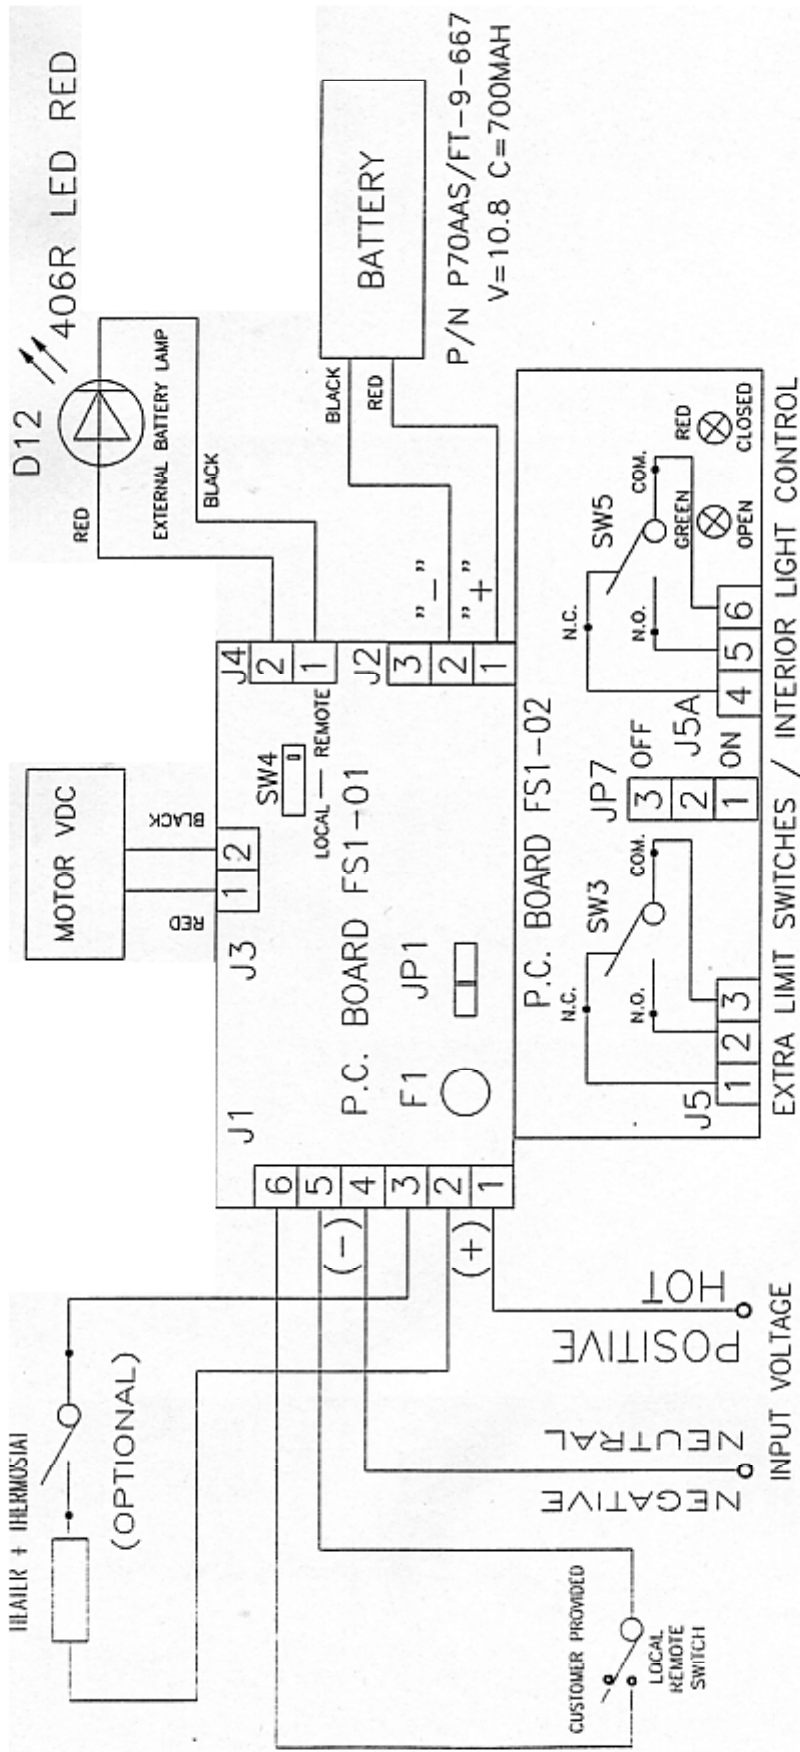 HEATER + THERMOSTAT
(OPTIONAL)
MOTOR VDC
RED
BLACK
D12
406R LED RED
RED
EXTERNAL BATTERY LAMP
BLACK
J1
J3
1 2
J4
2
1
SW4
LOCAL — REMOTE
P.C. BOARD FS1-01
F1
JP1
J2
3
2
1
6
5
4
3
2
1
(-)
(+)
"-"
"+"
BLACK
RED
BATTERY
P/N P70AAS/FT-9-667
V=10.8 C=700MAH
CUSTOMER PROVIDED
LOCAL
REMOTE
SWITCH
NEGATIVE
NEUTRAL
POSITIVE
HOT
INPUT VOLTAGE
P.C. BOARD FS1-02
N.C.
SW3
N.O.
COM.
J5
1 2 3
JP7
3
2
1
OFF
ON
J5A
N.C.
SW5
N.O.
COM.
4 5 6
GREEN
RED
OPEN
CLOSED
EXTRA LIMIT SWITCHES / INTERIOR LIGHT CONTROL